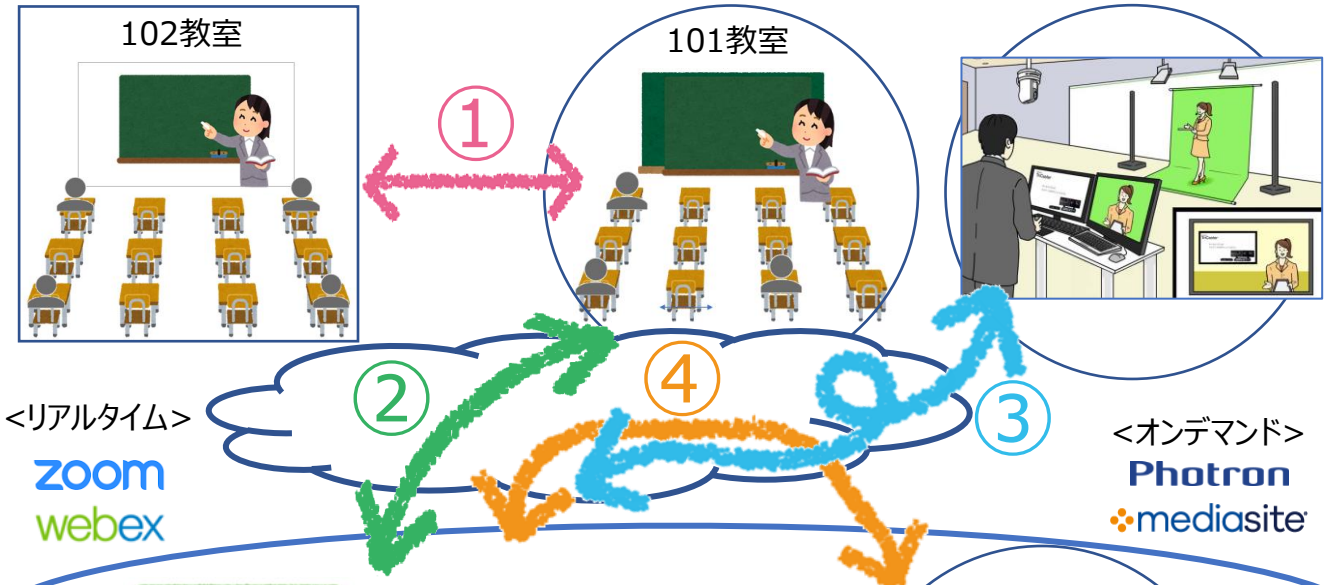 102教室
101教室
①
②
④
③
<リアルタイム>
zoom
webex
<オンデマンド>
Photron
mediasite